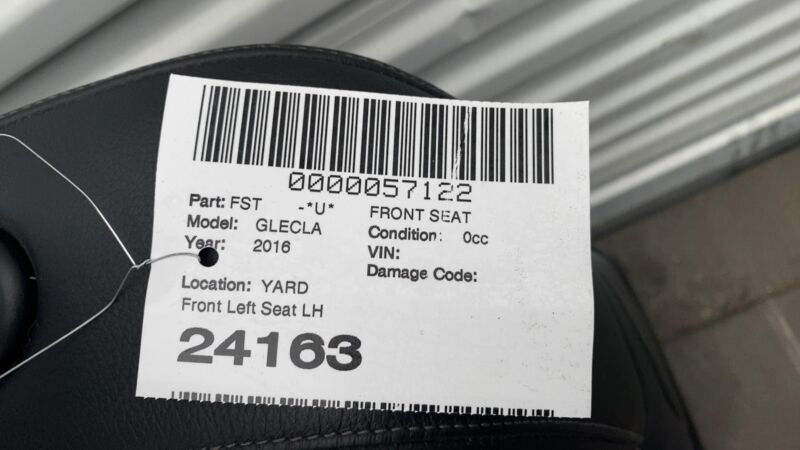 0000057122
Part: FST -*U* FRONT SEAT
Model: GLECLA Condition: 0cc
Year: 2016 VIN:
Damage Code:
Location: YARD
Front Left Seat LH
24163